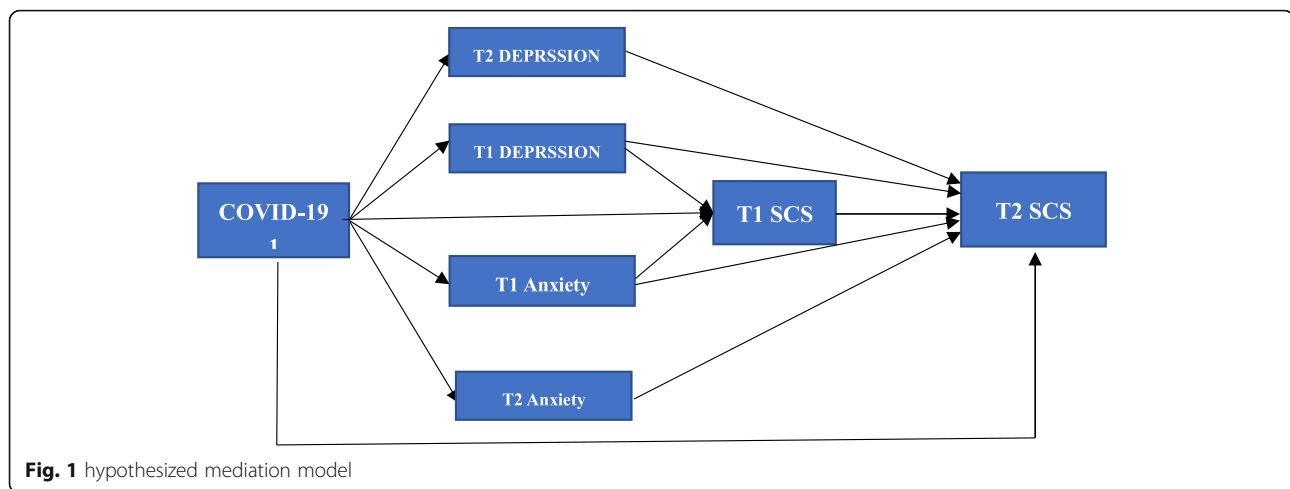 T2 DEPRSSION
T1 DEPRSSION
COVID-19
1
T1 SCS
T2 SCS
T1 Anxiety
T2 Anxiety
Fig. 1 hypothesized mediation model